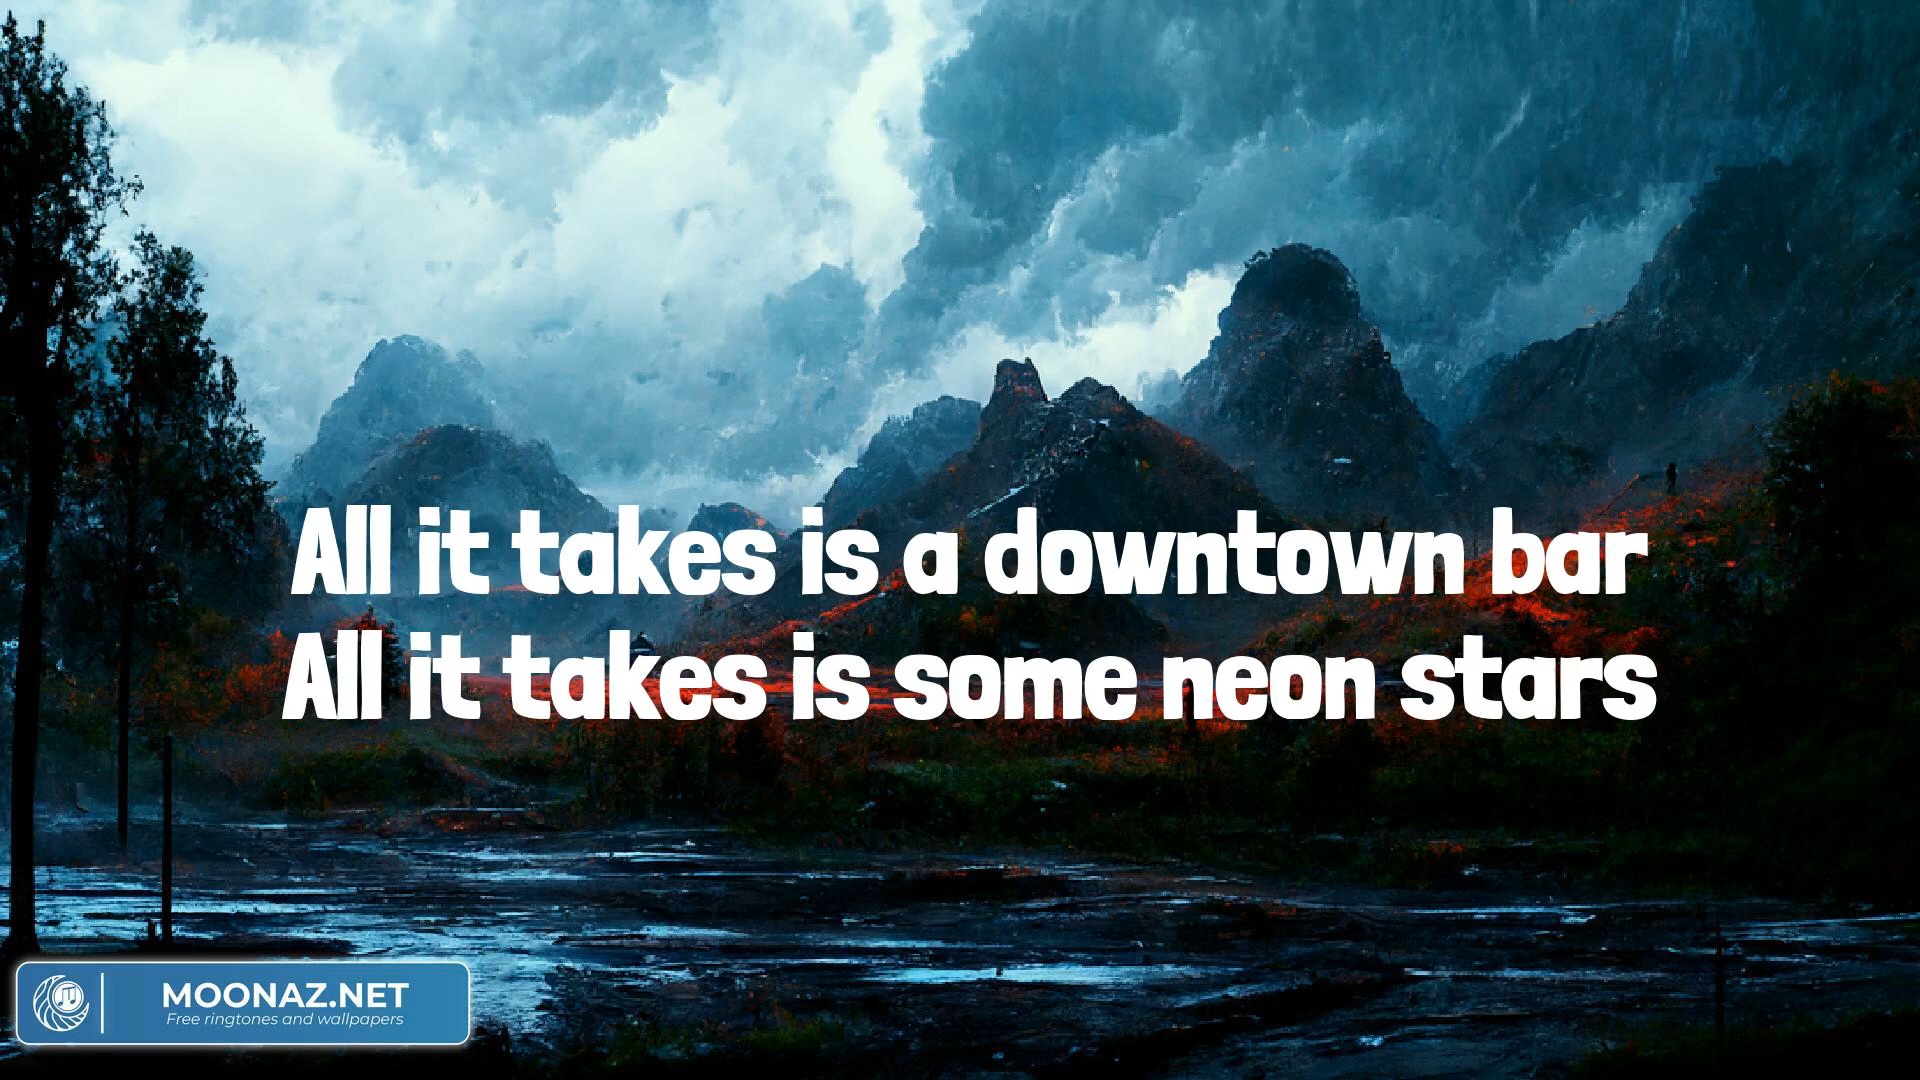 All it takes is a downtown bar
All it takes is some neon stars
MOONAZ.NET
Free ringtones and wallpapers